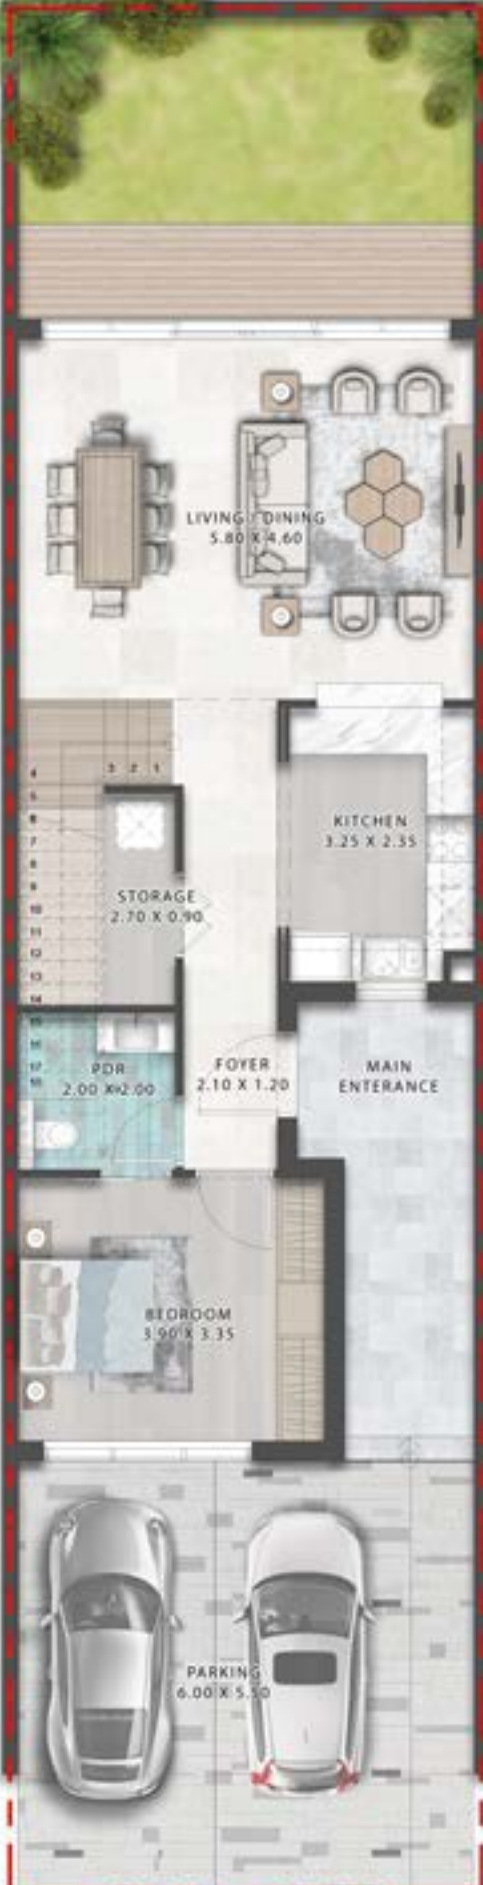 LIVING / DINING
5.80 X 4.60
3 2 1
4
5
6
7
8
9
10
11
12
13
14
15
16
17
18
KITCHEN
3.25 X 2.35
STORAGE
2.70 X 0.90
PDR
2.00 X 2.00
FOYER
2.10 X 1.20
MAIN
ENTERANCE
BEDROOM
3.90 X 3.35
PARKING
6.00 X 5.50